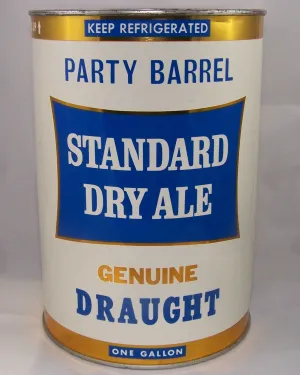 KEEP REFRIGERATED
PARTY BARREL
STANDARD
DRY ALE
GENUINE
DRAUGHT
ONE GALLON